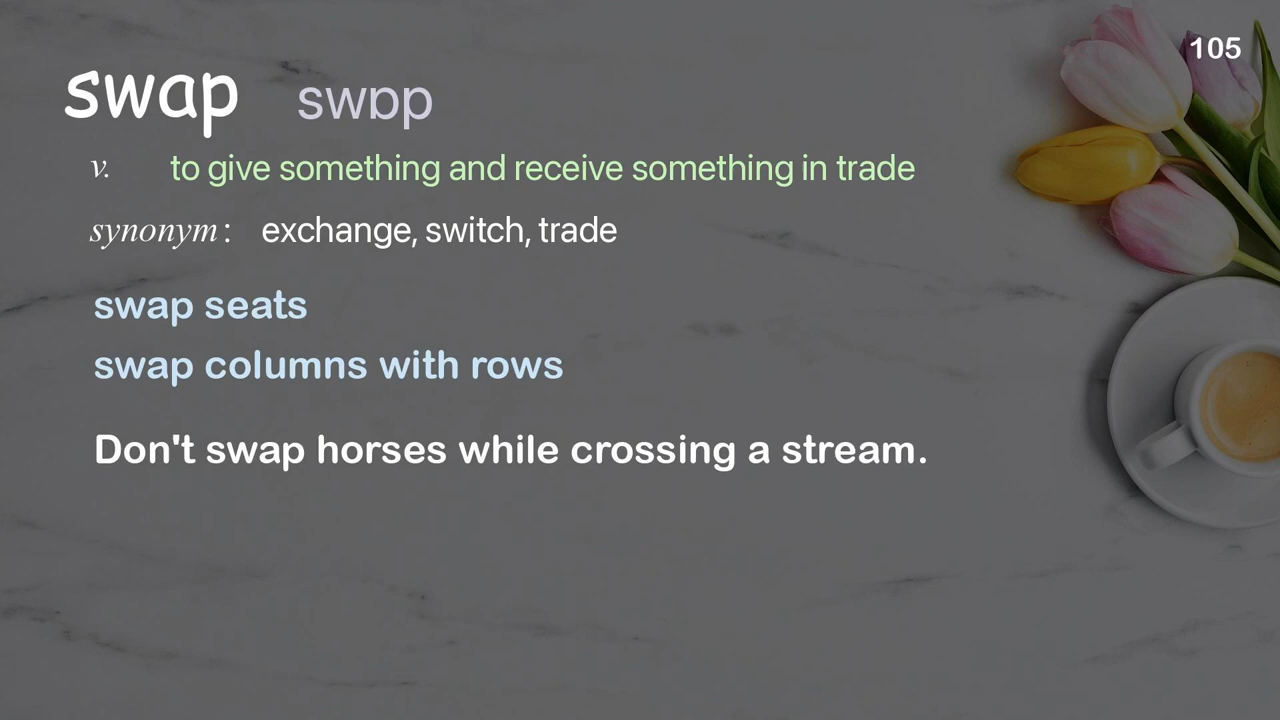 105
swap swɒp
v. to give something and receive something in trade
synonym: exchange, switch, trade
swap seats
swap columns with rows
Don't swap horses while crossing a stream.